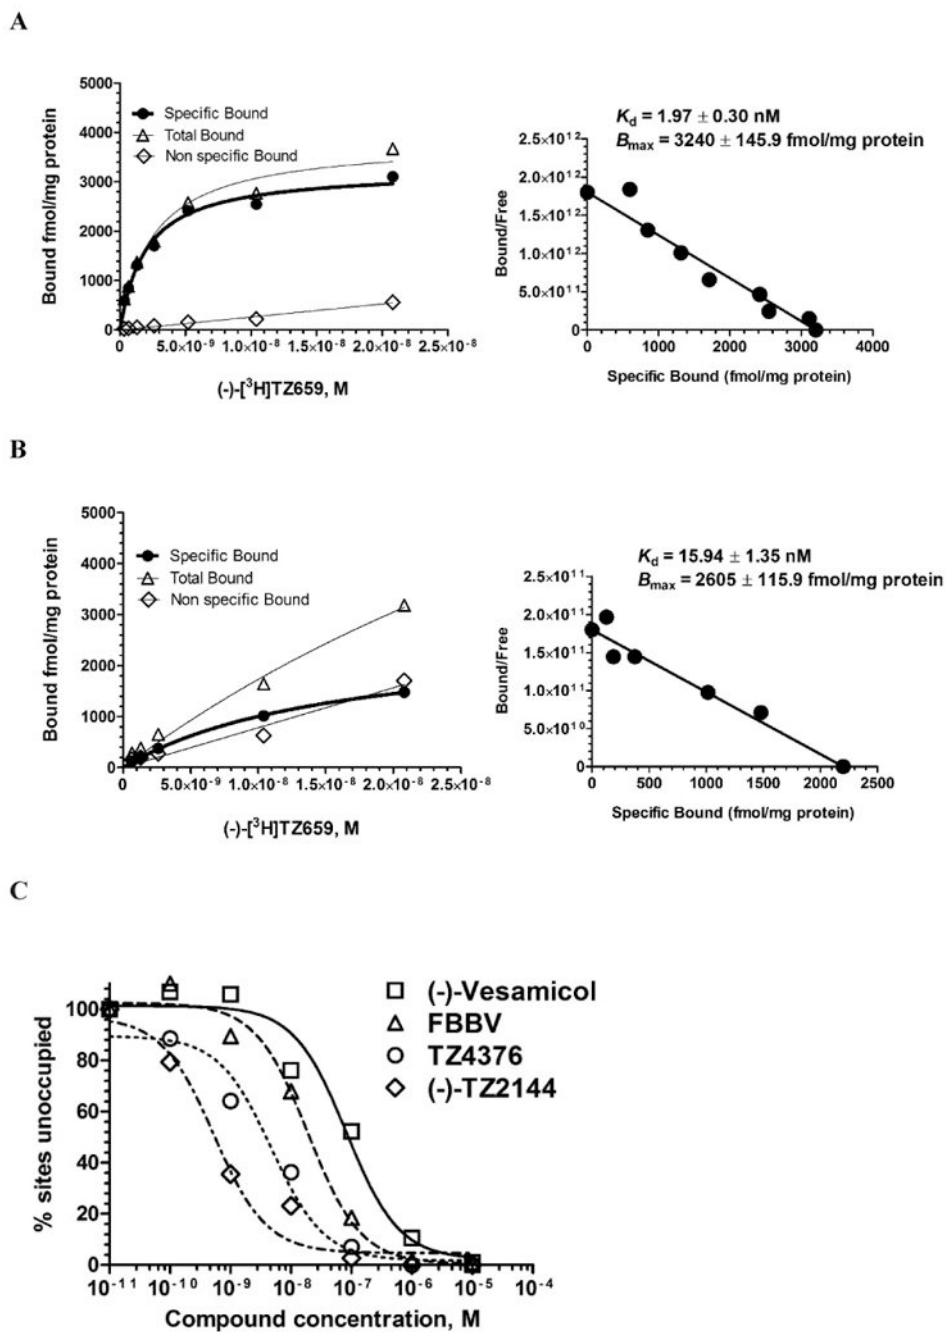 A
5000
4000
3000
2000
1000
0
Bound fmol/mg protein
Specific Bound
Total Bound
Non specific Bound
0 5.0×10⁻⁹ 1.0×10⁻⁸ 1.5×10⁻⁸ 2.0×10⁻⁸ 2.5×10⁻⁸
(-)-[³H]TZ659, M
K_d = 1.97 ± 0.30 nM
B_max = 3240 ± 145.9 fmol/mg protein
2.5×10¹²
2.0×10¹²
1.5×10¹²
1.0×10¹²
5.0×10¹¹
0
Bound/Free
0 1000 2000 3000 4000
Specific Bound (fmol/mg protein)
B
5000
4000
3000
2000
1000
0
Bound fmol/mg protein
Specific Bound
Total Bound
Non specific Bound
0 5.0×10⁻⁹ 1.0×10⁻⁸ 1.5×10⁻⁸ 2.0×10⁻⁸ 2.5×10⁻⁸
(-)-[³H]TZ659, M
K_d = 15.94 ± 1.35 nM
B_max = 2605 ± 115.9 fmol/mg protein
2.5×10¹¹
2.0×10¹¹
1.5×10¹¹
1.0×10¹¹
5.0×10¹⁰
0
Bound/Free
0 500 1000 1500 2000 2500
Specific Bound (fmol/mg protein)
C
100
80
60
40
20
0
% sites unoccupied
(-)-Vesamicol
FBBV
TZ4376
(-)-TZ2144
10⁻¹¹ 10⁻¹⁰ 10⁻⁹ 10⁻⁸ 10⁻⁷ 10⁻⁶ 10⁻⁵ 10⁻⁴
Compound concentration, M